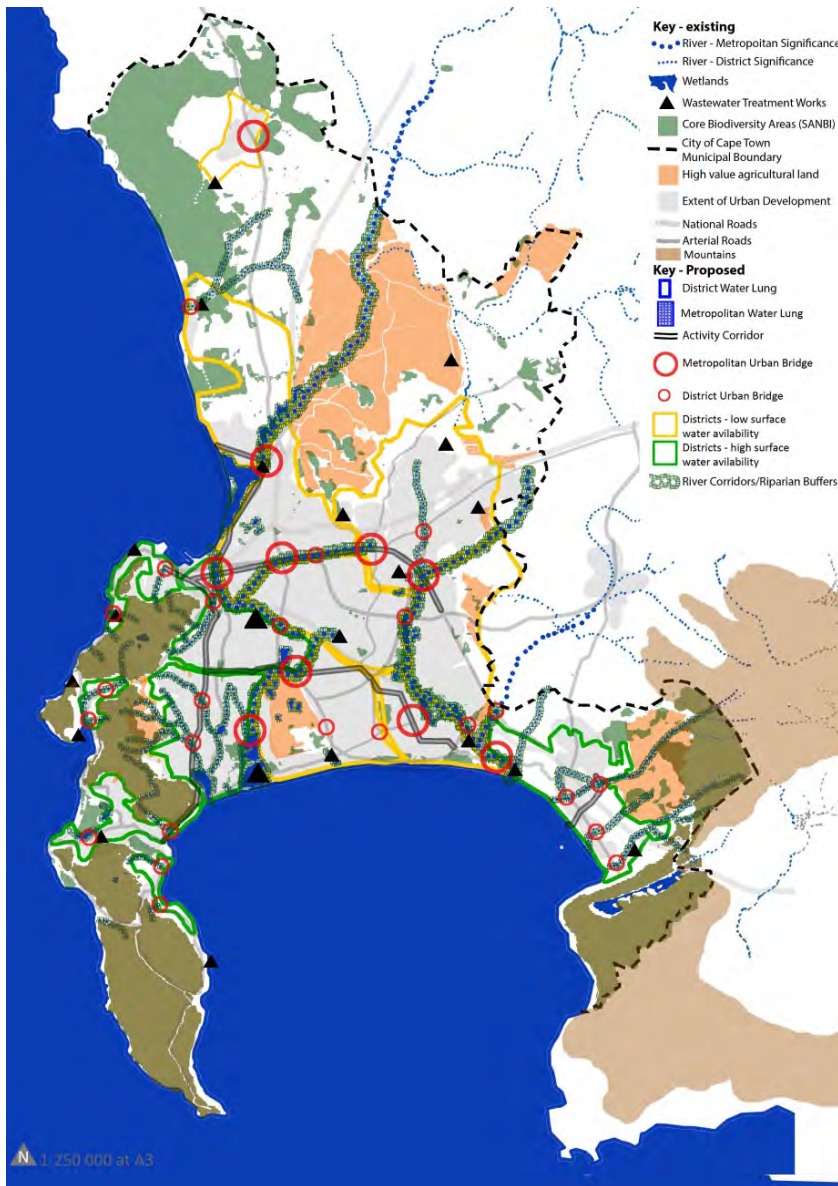 Key - existing
River - Metropoitan Significance
River - District Significance
Wetlands
Wastewater Treatment Works
Core Biodiversity Areas (SANBI)
City of Cape Town
Municipal Boundary
High value agricultural land
Extent of Urban Development
National Roads
Arterial Roads
Mountains
Key - Proposed
District Water Lung
Metropolitan Water Lung
Activity Corridor
Metropolitan Urban Bridge
District Urban Bridge
Districts - low surface
water avilability
Districts - high surface
water avilability
River Corridors/Riparian Buffers
N 1:250 000 at A3